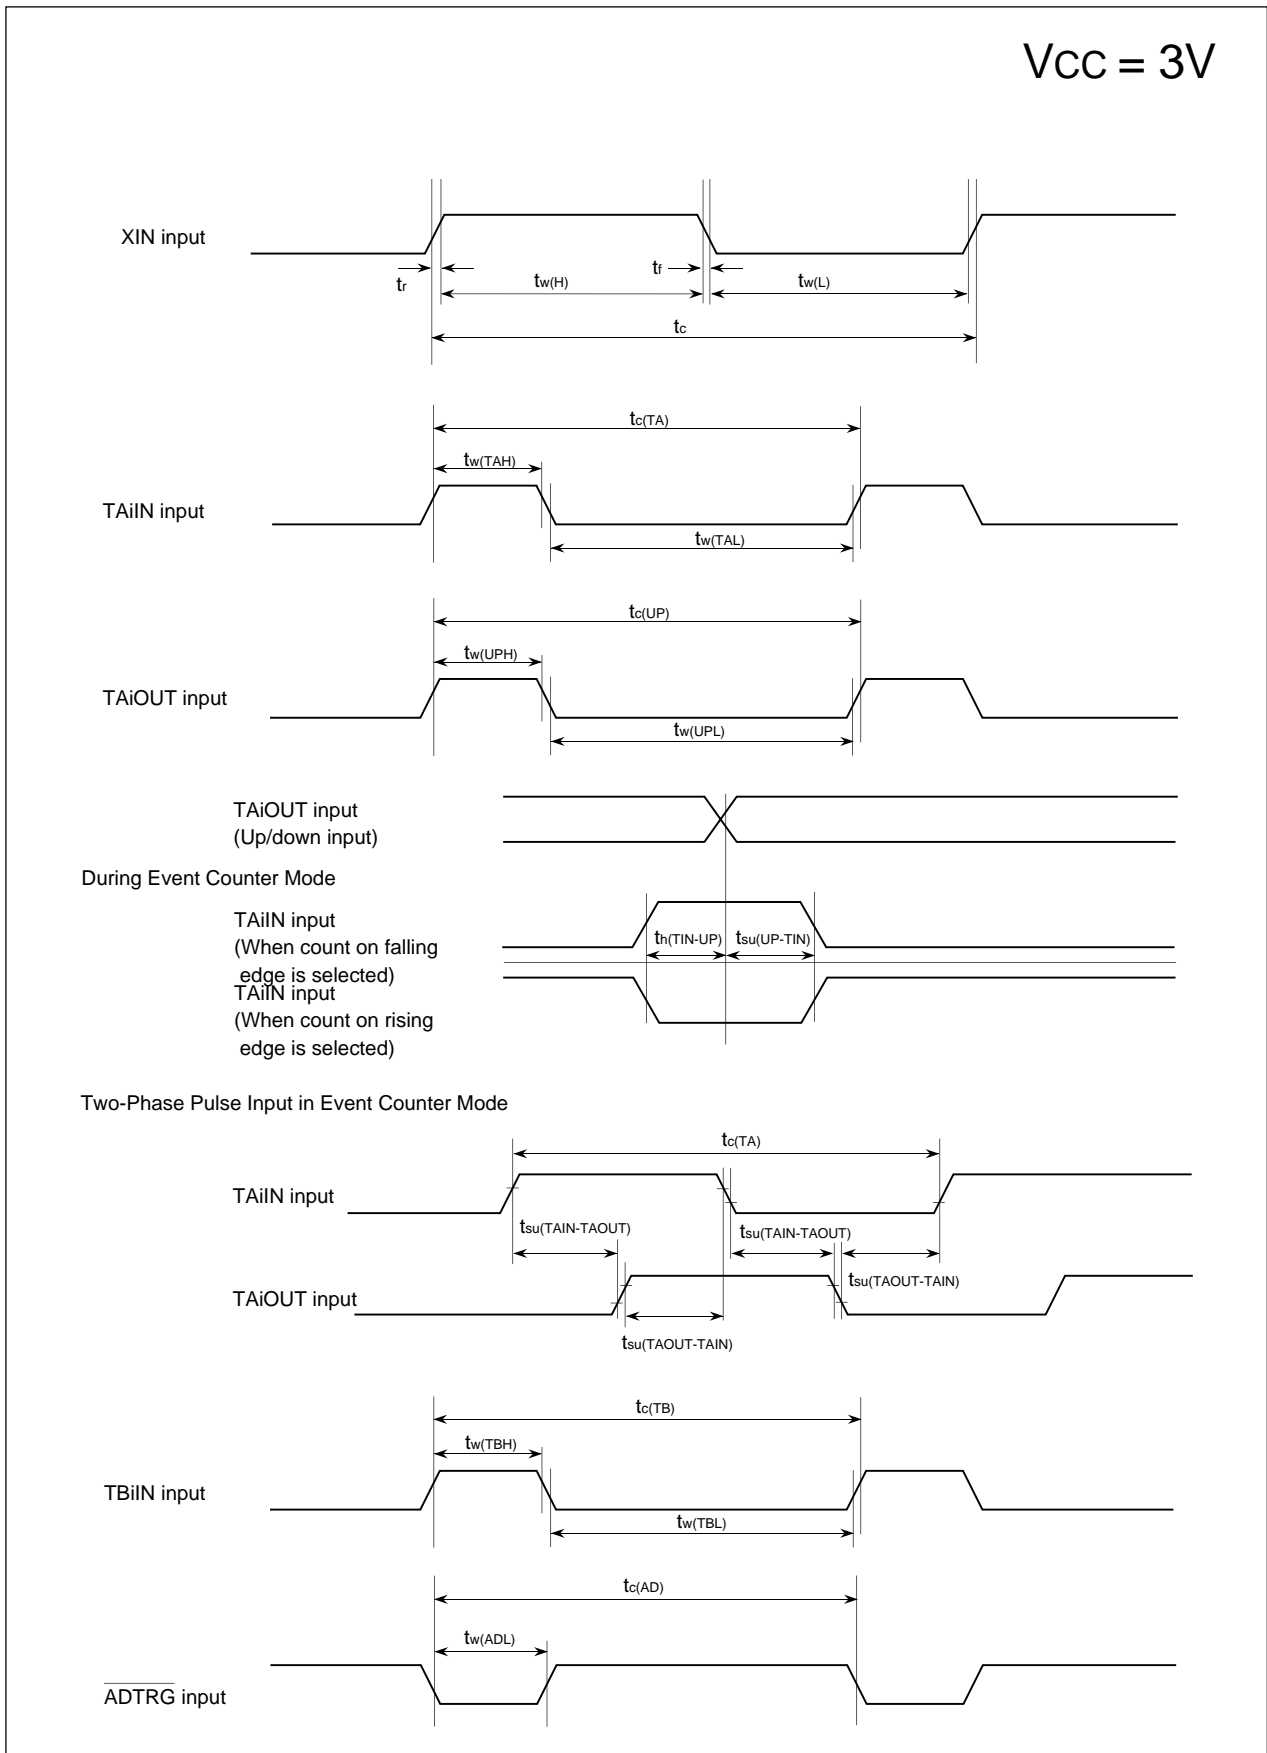 VCC = 3V
XIN input
tr
tw(H)
tf
tw(L)
tc
tc(TA)
tw(TAH)
TAiIN input
tw(TAL)
tc(UP)
tw(UPH)
TAiOUT input
tw(UPL)
TAiOUT input
(Up/down input)
During Event Counter Mode
TAiIN input
(When count on falling
edge is selected)
th(TIN-UP)
tsu(UP-TIN)
TAiIN input
(When count on rising
edge is selected)
Two-Phase Pulse Input in Event Counter Mode
tc(TA)
TAiIN input
tsu(TAIN-TAOUT)
tsu(TAIN-TAOUT)
tsu(TAOUT-TAIN)
TAiOUT input
tsu(TAOUT-TAIN)
tc(TB)
tw(TBH)
TBiIN input
tw(TBL)
tc(AD)
tw(ADL)
ADTRG input